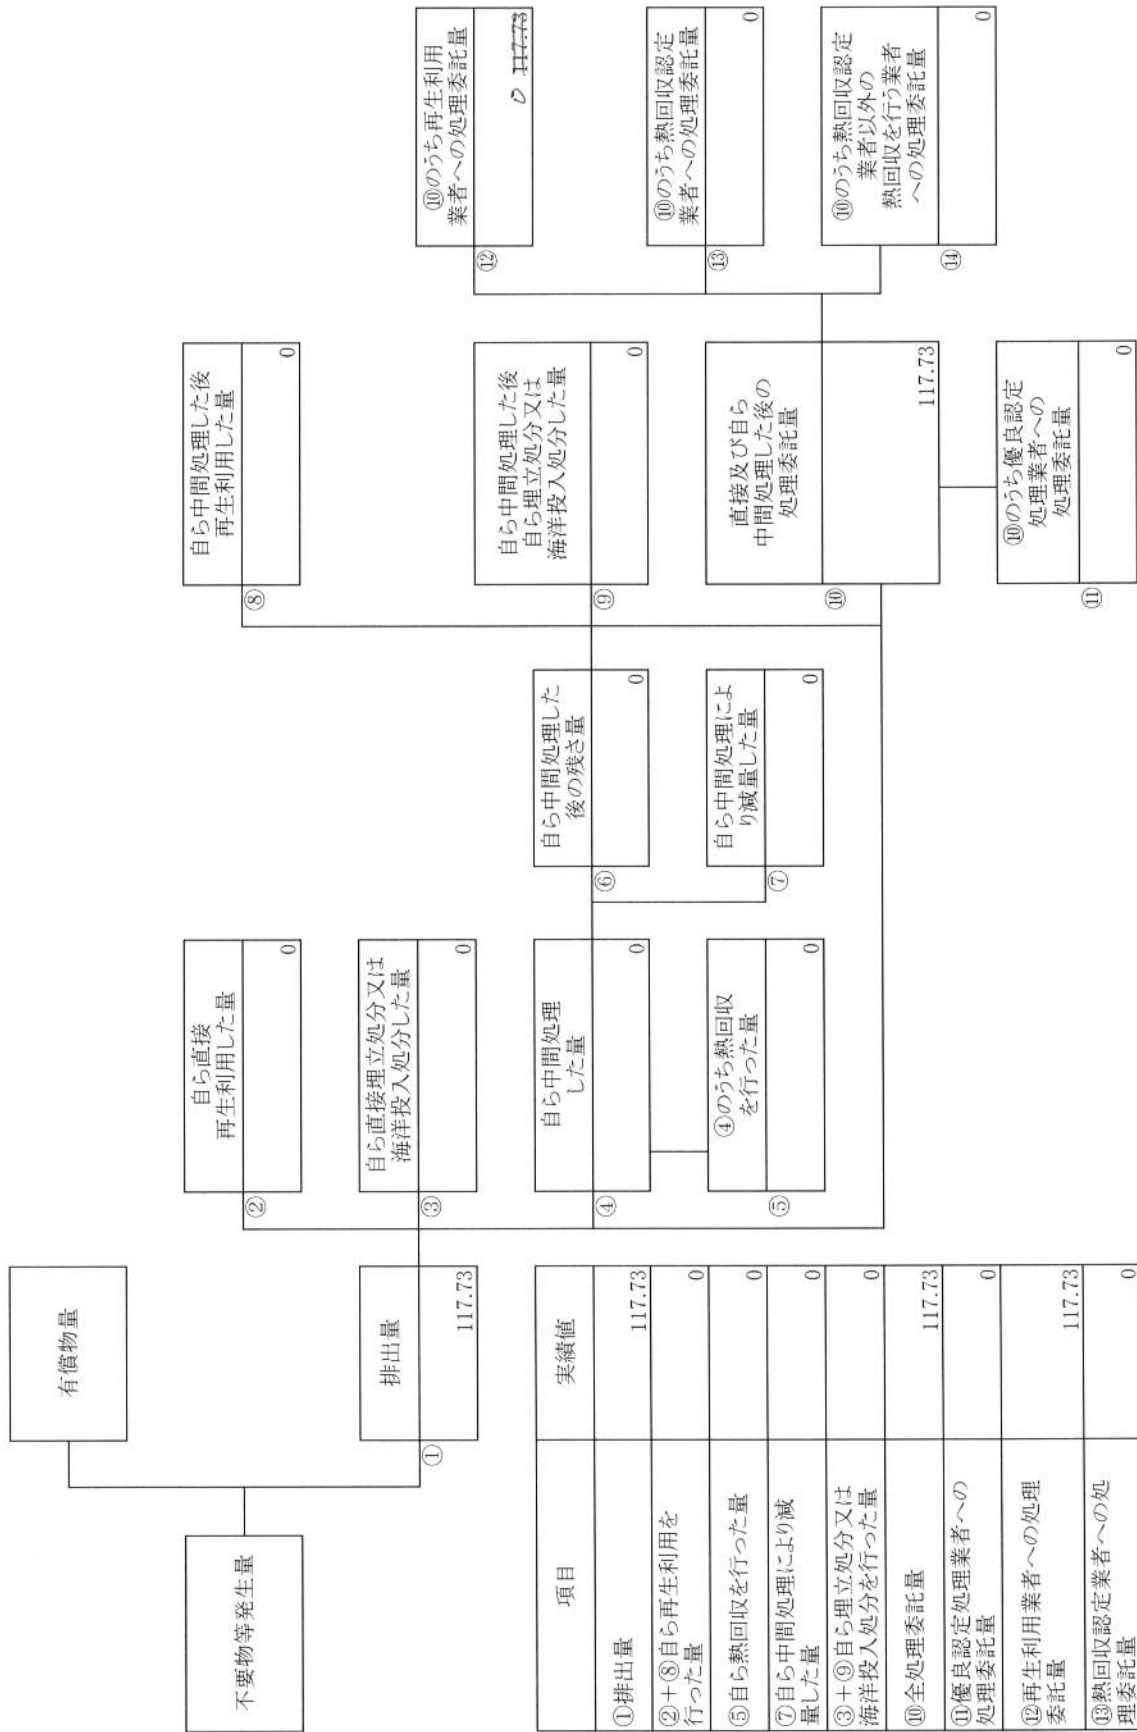 不要物等発生量
有償物量
排出量
①
117.73
自ら直接
再生利用した量
②
0
自ら直接埋立処分又は
海洋投入処分した量
③
0
自ら中間処理
した量
④
0
④のうち熱回収
を行った量
⑤
0
自ら中間処理した
後の残さ量
⑥
0
自ら中間処理によ
り減量した量
⑦
0
自ら中間処理した後
再生利用した量
⑧
0
自ら中間処理した後
自ら埋立処分又は
海洋投入処分した量
⑨
0
直接及び自ら
中間処理した後の
処理委託量
⑩
117.73
⑩のうち優良認定
処理業者への
処理委託量
⑪
0
⑩のうち再生利用
業者への処理委託量
⑫
0 117.73
⑩のうち熱回収認定
業者への処理委託量
⑬
0
⑩のうち熱回収認定
業者以外の
熱回収を行う業者
への処理委託量
⑭
0
項目 実績値
①排出量 117.73
②+⑧自ら再生利用を
行った量 0
⑤自ら熱回収を行った量 0
⑦自ら中間処理により減
量した量 0
③+⑨自ら埋立処分又は
海洋投入処分を行った量 0
⑩全処理委託量 117.73
⑪優良認定処理業者への
処理委託量 0
⑫再生利用業者への処理
委託量 117.73
⑬熱回収認定業者への処
理委託量 0